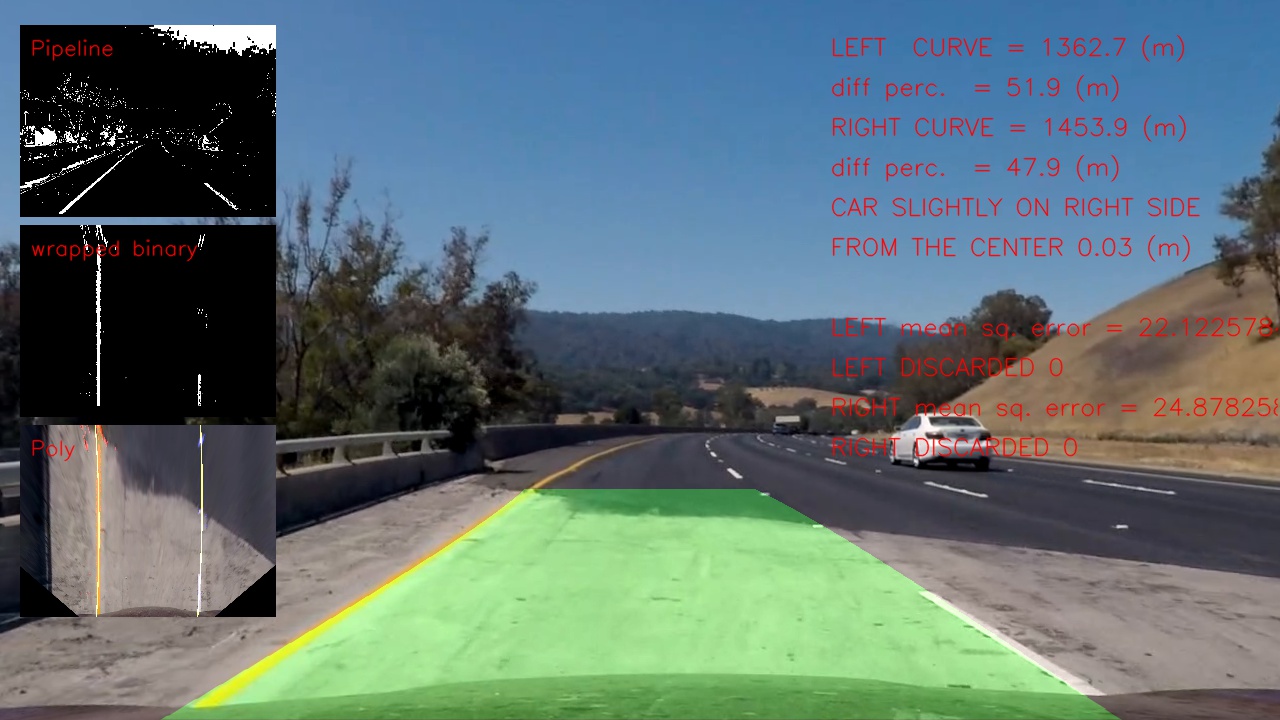 Pipeline
wrapped binary
Poly
LEFT CURVE = 1362.7 (m)
diff perc. = 51.9 (m)
RIGHT CURVE = 1453.9 (m)
diff perc. = 47.9 (m)
CAR SLIGHTLY ON RIGHT SIDE
FROM THE CENTER 0.03 (m)
LEFT mean sq. error = 22.122578
LEFT DISCARDED 0
RIGHT mean sq. error = 24.878258
RIGHT DISCARDED 0